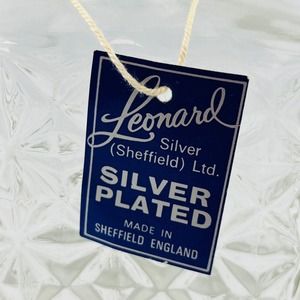 Leonard
Silver
(Sheffield) Ltd.
SILVER
PLATED
MADE IN
SHEFFIELD ENGLAND